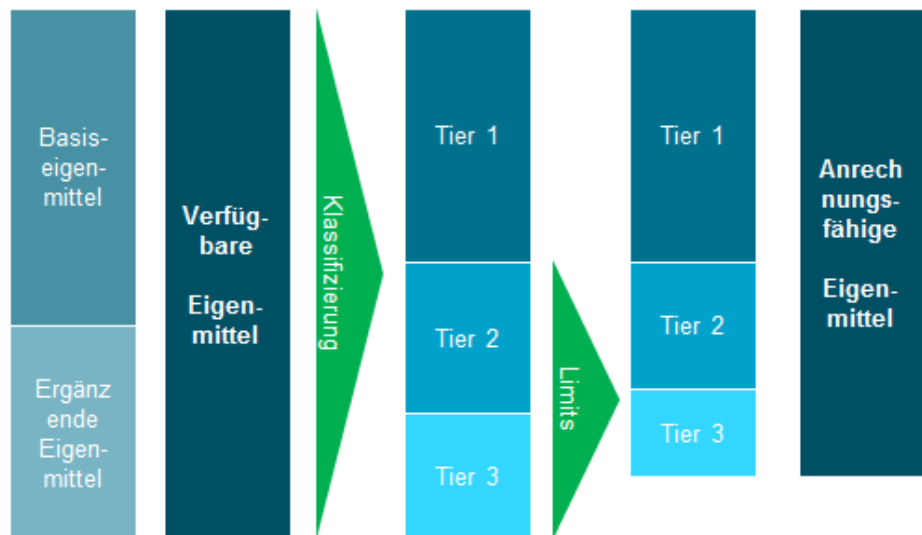 Basis-
eigen-
mittel
Ergänz
ende
Eigen-
mittel
Verfüg-
bare
Eigen-
mittel
Klassifizierung
Tier 1
Tier 2
Tier 3
Limits
Tier 1
Tier 2
Tier 3
Anrech
nungs-
fähige
Eigen-
mittel